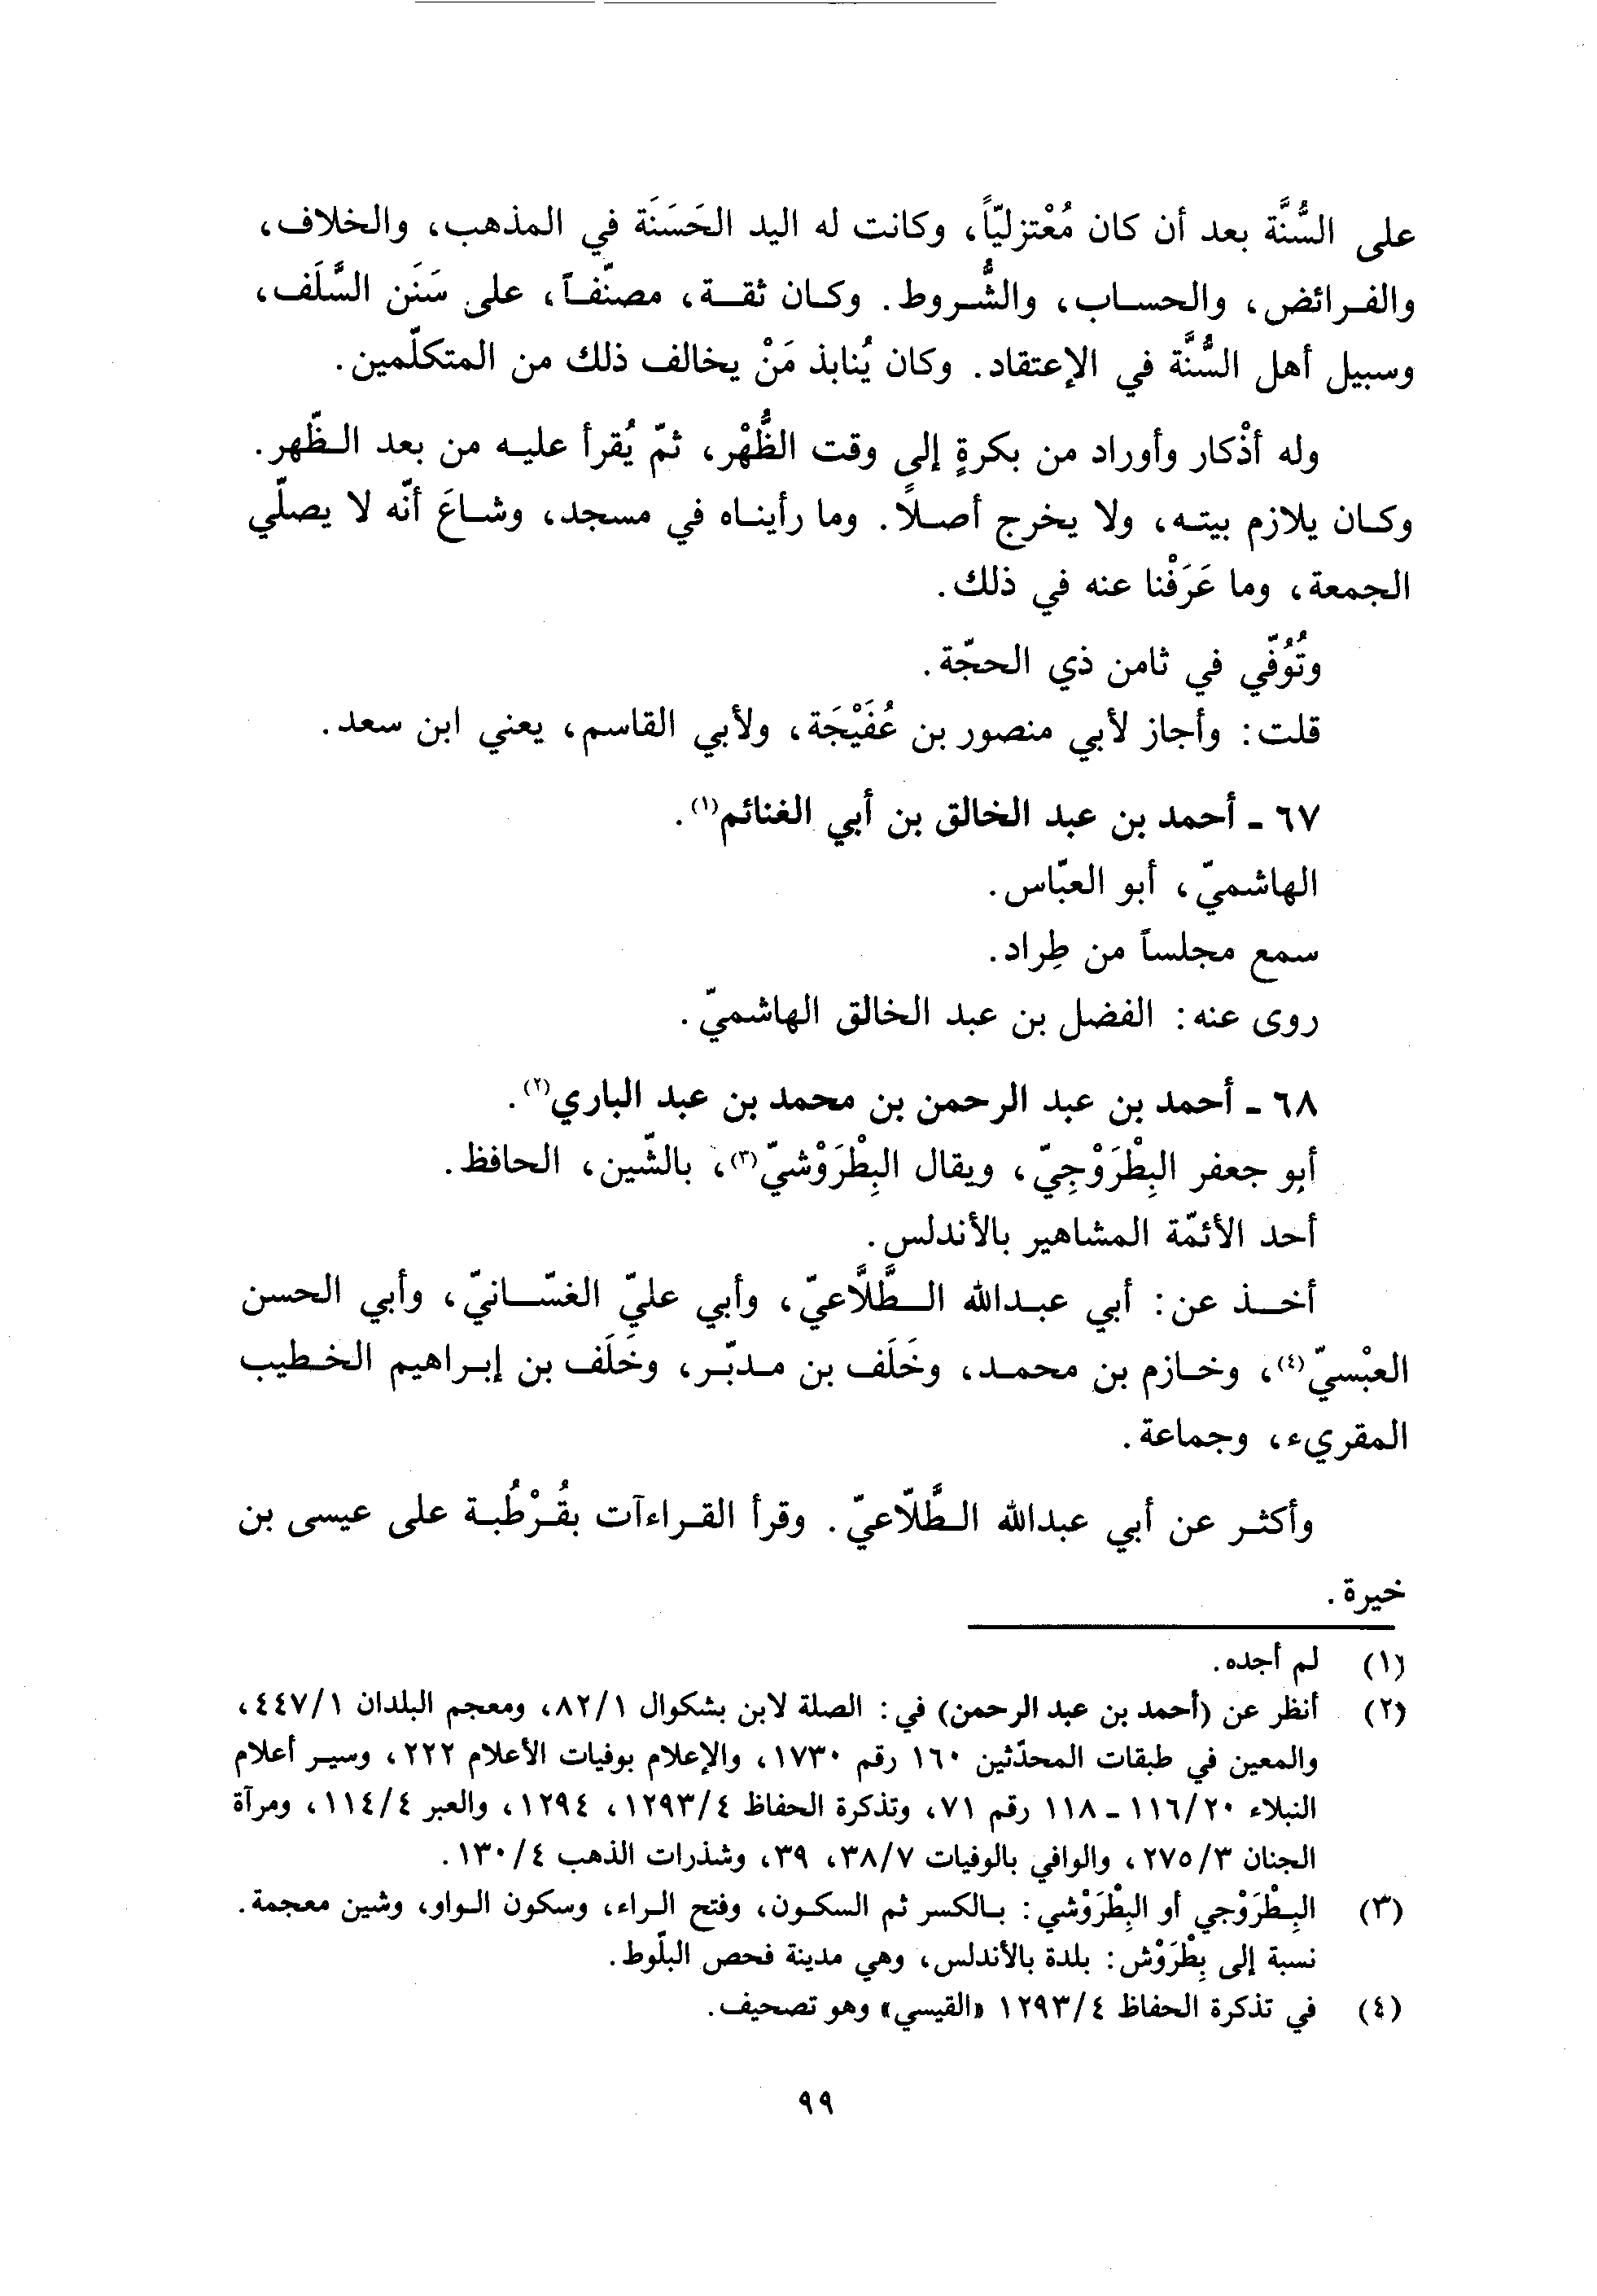 على السُّنَّة بعد أن كان مُعْتزليّاً، وكانت له اليد الحَسَنَة في المذهب، والخلاف،
والفرائض، والحساب، والشُّروط. وكان ثقة، مصنّفاً، على سَنَن السَّلَف،
وسبيل أهل السُّنَّة في الإعتقاد. وكان يُنابذ مَنْ يخالف ذلك من المتكلّمين.
وله أذْكار وأوراد من بكرةٍ إلى وقت الظُّهْر، ثمّ يُقرأ عليه من بعد الظّهر.
وكان يلازم بيته، ولا يخرج أصلاً. وما رأيناه في مسجد، وشاعَ أنّه لا يصلّي
الجمعة، وما عَرَفْنا عنه في ذلك.
وتُوُفّي في ثامن ذي الحجّة.
قلت: وأجاز لأبي منصور بن عُفَيْجَة، ولأبي القاسم، يعني ابن سعد.
٦٧ - أحمد بن عبد الخالق بن أبي الغنائم(١).
الهاشميّ، أبو العبّاس.
سمع مجلساً من طِراد.
روى عنه: الفضل بن عبد الخالق الهاشميّ.
٦٨ - أحمد بن عبد الرحمن بن محمد بن عبد الباري(٢).
أبو جعفر البِطْرَوْجِيّ، ويقال البِطْرَوْشيّ(٣)، بالشّين، الحافظ.
أحد الأئمّة المشاهير بالأندلس.
أخذ عن: أبي عبدالله الطَّلَّاعيّ، وأبي عليّ الغسّانيّ، وأبي الحسن
العبْسيّ(٤)، وخازم بن محمد، وخَلَف بن مدبّر، وخَلَف بن إبراهيم الخطيب
المقريء، وجماعة.
وأكثر عن أبي عبدالله الطَّلّاعيّ. وقرأ القراءآت بقُرْطُبة على عيسى بن
خيرة.
(١) لم أجده.
(٢) أنظر عن (أحمد بن عبد الرحمن) في: الصلة لابن بشكوال ٨٢/١، ومعجم البلدان ٤٤٧/١،
والمعين في طبقات المحدّثين ١٦٠ رقم ١٧٣٠، والإعلام بوفيات الأعلام ٢٢٢، وسير أعلام
النبلاء ١١٦/٢٠ - ١١٨ رقم ٧١، وتذكرة الحفاظ ١٢٩٣/٤، ١٢٩٤، والعبر ١١٤/٤، ومرآة
الجنان ٢٧٥/٣، والوافي بالوفيات ٣٨/٧، ٣٩، وشذرات الذهب ١٣٠/٤.
(٣) البِطْرَوْجي أو البِطْرَوْشي: بالكسر ثم السكون، وفتح الراء، وسكون الواو، وشين معجمة.
نسبة إلى بِطْرَوْش: بلدة بالأندلس، وهي مدينة فحص البلّوط.
(٤) في تذكرة الحفاظ ١٢٩٣/٤ «القيسي» وهو تصحيف.
٩٩